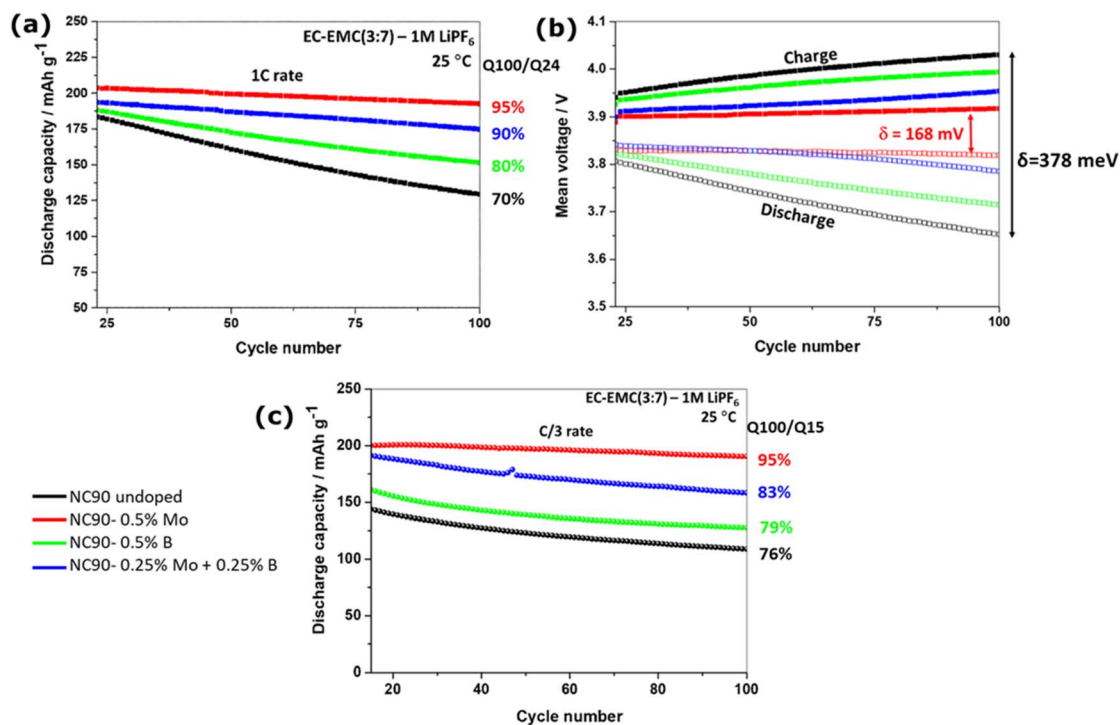 (a)
EC-EMC(3:7) – 1M LiPF6
25 °C
Q100/Q24
1C rate
95%
90%
80%
70%
250
225
200
175
150
125
100
75
50
25
50
75
100
Discharge capacity / mAh g-1
Cycle number
(b)
Charge
δ = 168 mV
δ=378 meV
Discharge
4.1
4.0
3.9
3.8
3.7
3.6
3.5
25
50
75
100
Mean voltage / V
Cycle number
(c)
EC-EMC(3:7) – 1M LiPF6
25 °C
Q100/Q15
C/3 rate
95%
83%
79%
76%
250
200
150
100
50
0
20
40
60
80
100
Discharge capacity / mAh g-1
Cycle number
NC90 undoped
NC90- 0.5% Mo
NC90- 0.5% B
NC90- 0.25% Mo + 0.25% B